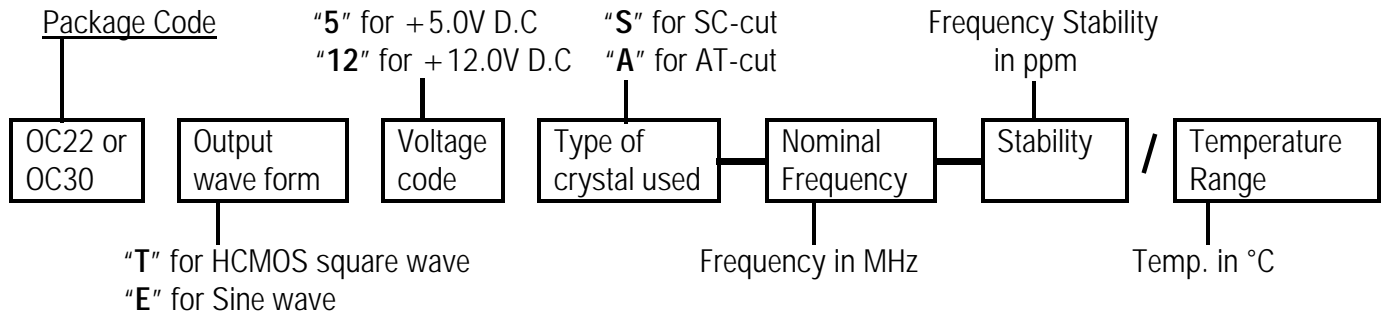 Package Code
"5" for +5.0V D.C
"12" for +12.0V D.C
"S" for SC-cut
"A" for AT-cut
Frequency Stability
in ppm
OC22 or
OC30
Output
wave form
Voltage
code
Type of
crystal used
Nominal
Frequency
Stability
/
Temperature
Range
"T" for HCMOS square wave
"E" for Sine wave
Frequency in MHz
Temp. in °C